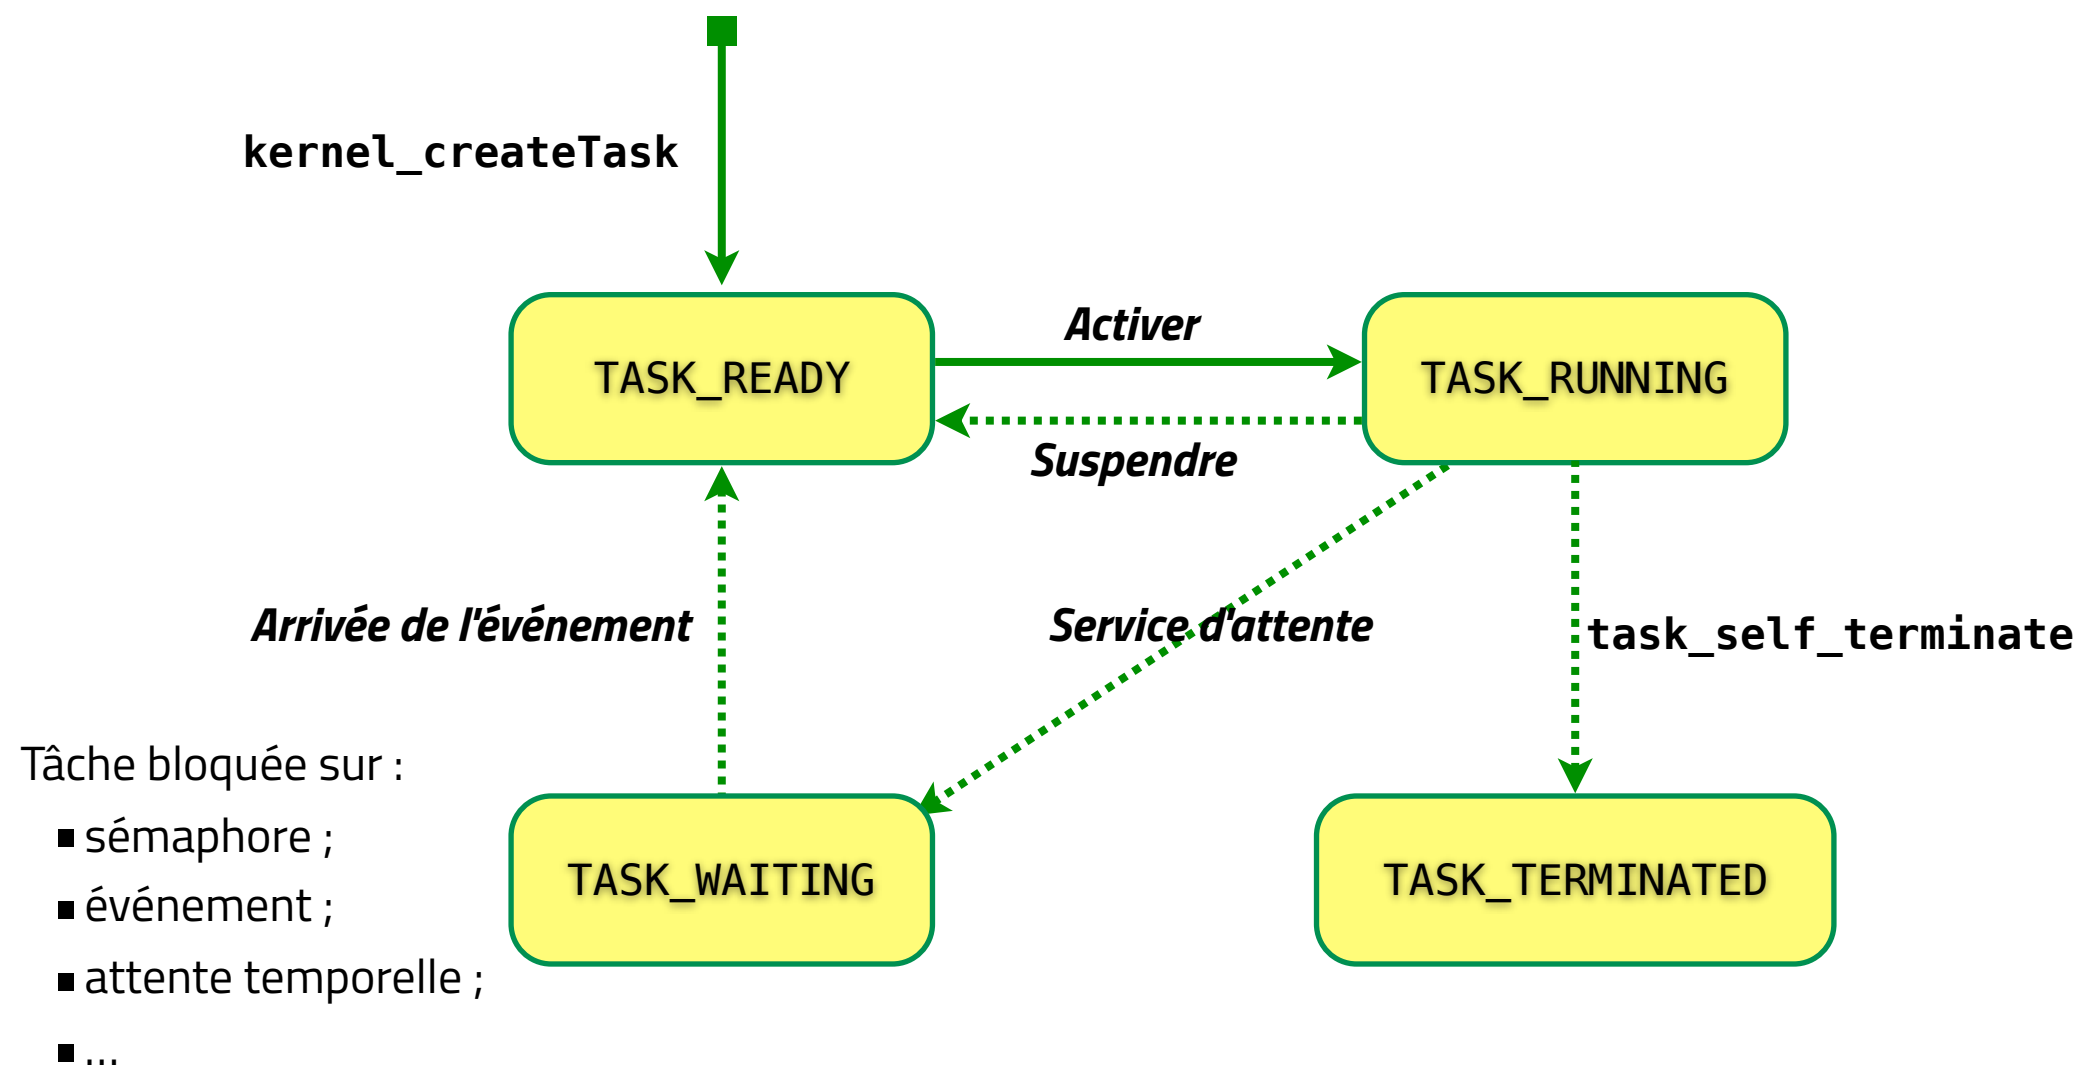 kernel_createTask
Activer
TASK_READY
TASK_RUNNING
Suspendre
Arrivée de l'événement
Service d'attente
task_self_terminate
Tâche bloquée sur :
sémaphore ;
événement ;
attente temporelle ;
...
TASK_WAITING
TASK_TERMINATED